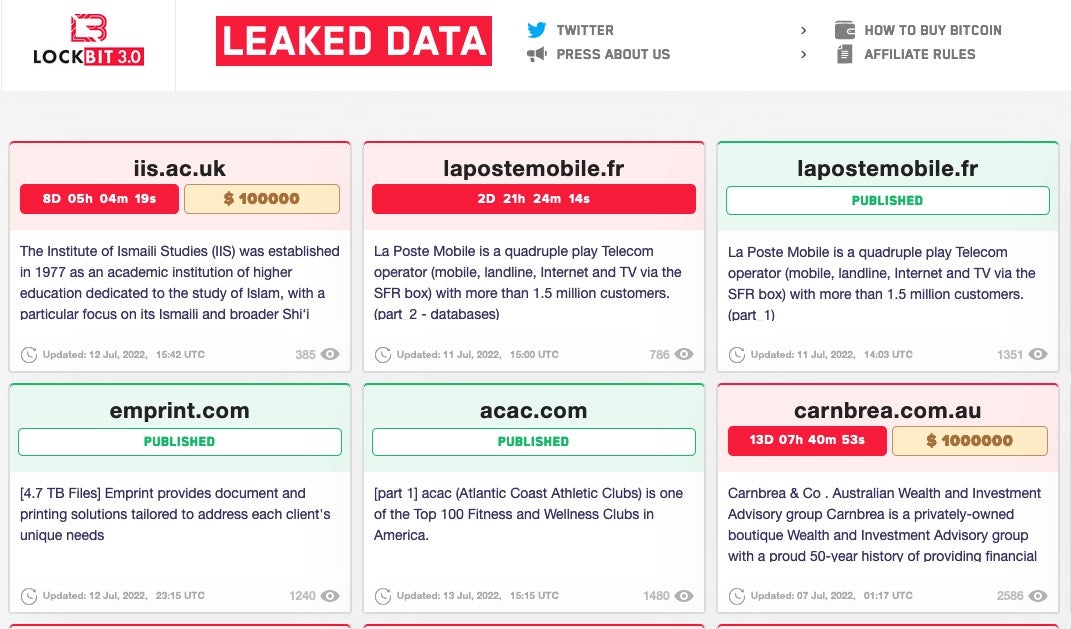 LOCKBIT 3.0
LEAKED DATA
TWITTER
PRESS ABOUT US
>
>
HOW TO BUY BITCOIN
AFFILIATE RULES
iis.ac.uk
8D 05h 04m 19s
$ 100000
The Institute of Ismaili Studies (IIS) was established
in 1977 as an academic institution of higher
education dedicated to the study of Islam, with a
particular focus on its Ismaili and broader Shi‘i
Updated: 12 Jul, 2022, 15:42 UTC
385
lapostemobile.fr
2D 21h 24m 14s
La Poste Mobile is a quadruple play Telecom
operator (mobile, landline, Internet and TV via the
SFR box) with more than 1.5 million customers.
(part 2 - databases)
Updated: 11 Jul, 2022, 15:00 UTC
786
lapostemobile.fr
PUBLISHED
La Poste Mobile is a quadruple play Telecom
operator (mobile, landline, Internet and TV via the
SFR box) with more than 1.5 million customers.
(part 1)
Updated: 11 Jul, 2022, 14:03 UTC
1351
emprint.com
PUBLISHED
[4.7 TB Files] Emprint provides document and
printing solutions tailored to address each client's
unique needs
Updated: 12 Jul, 2022, 23:15 UTC
1240
acac.com
PUBLISHED
[part 1] acac (Atlantic Coast Athletic Clubs) is one
of the Top 100 Fitness and Wellness Clubs in
America.
Updated: 13 Jul, 2022, 15:15 UTC
1480
carnbrea.com.au
13D 07h 40m 53s
$ 1000000
Carnbrea & Co . Australian Wealth and Investment
Advisory group Carnbrea is a privately-owned
boutique Wealth and Investment Advisory group
with a proud 50-year history of providing financial
Updated: 07 Jul, 2022, 01:17 UTC
2586